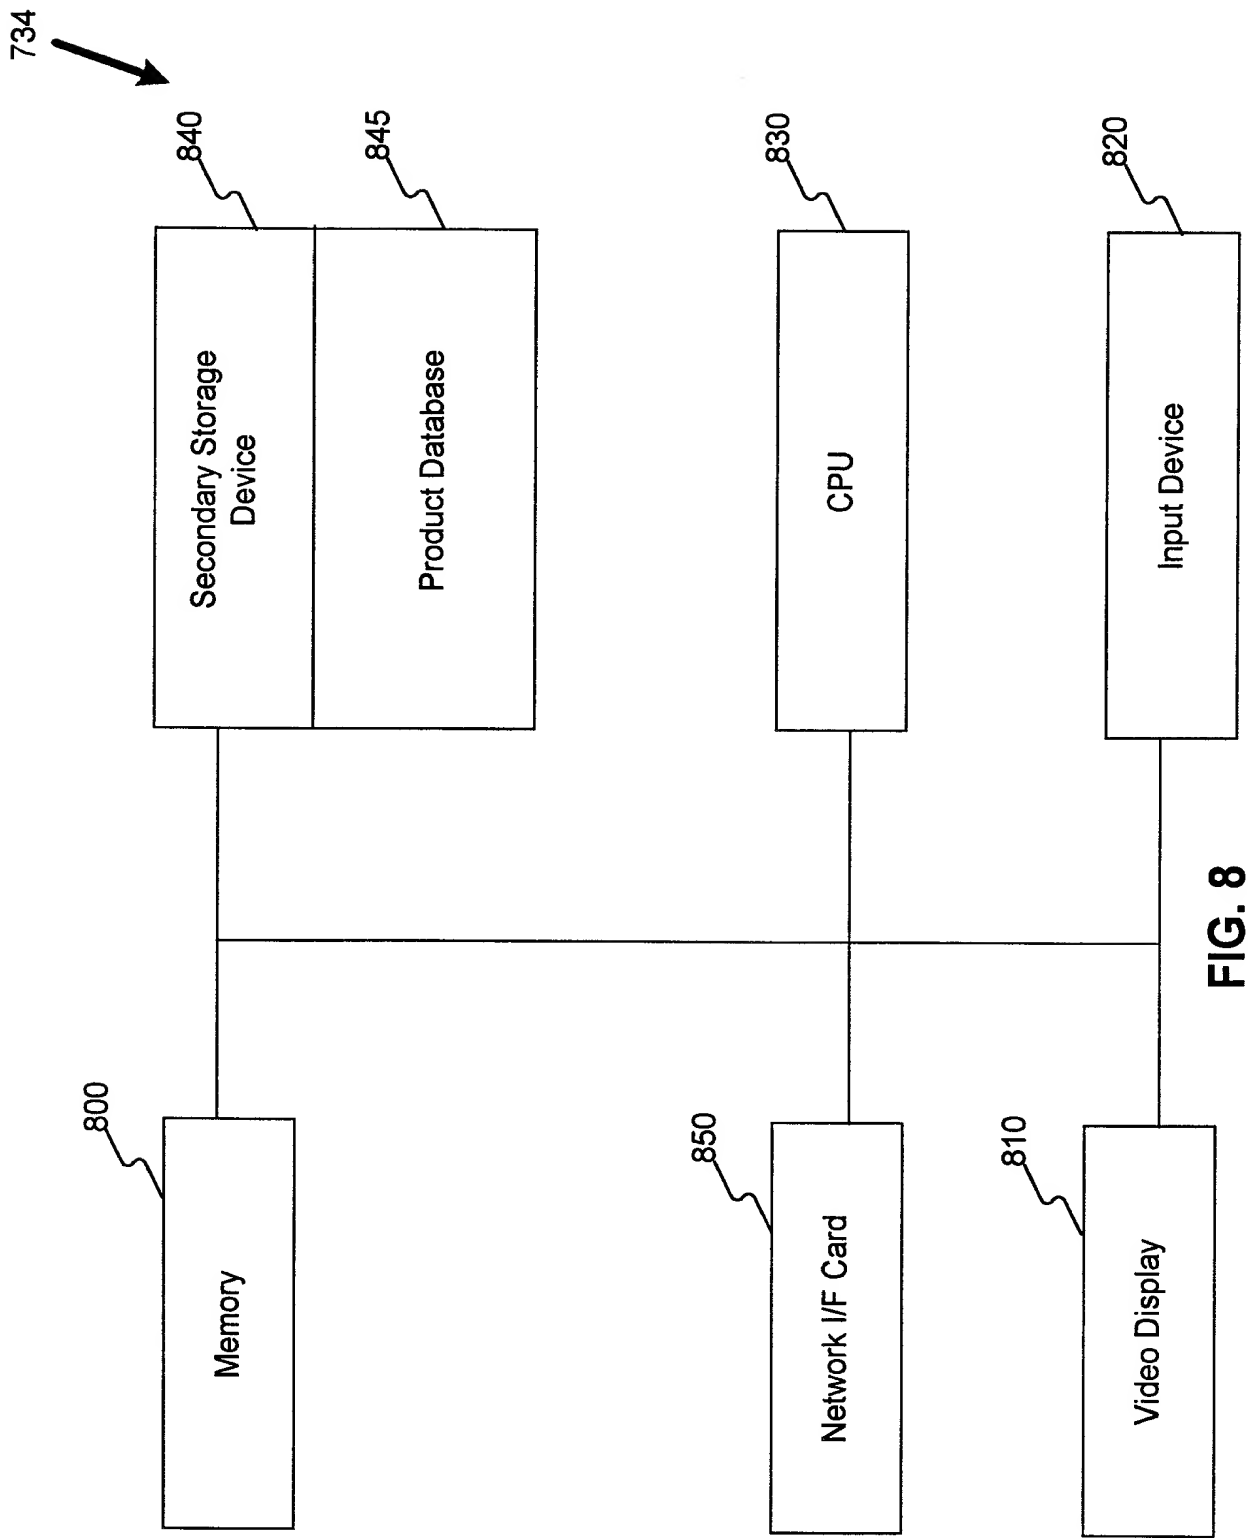 734
800
Memory
840
Secondary Storage
Device
845
Product Database
850
Network I/F Card
830
CPU
810
Video Display
820
Input Device
FIG. 8